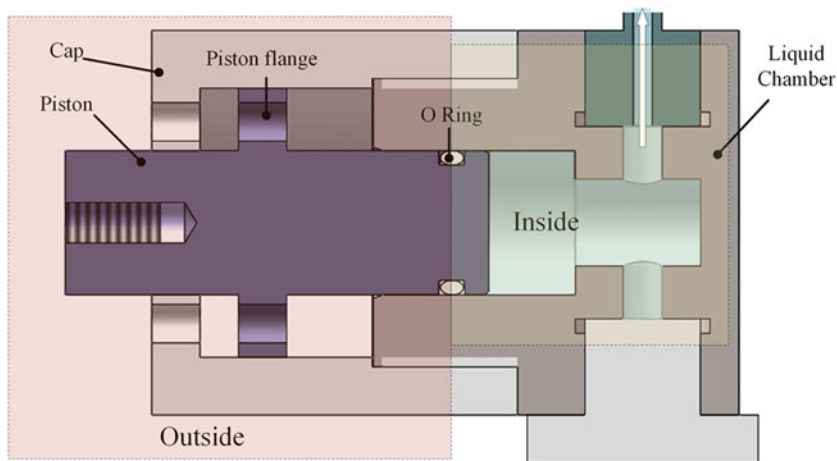 Cap
Piston flange
Liquid
Chamber
Piston
O Ring
Inside
Outside